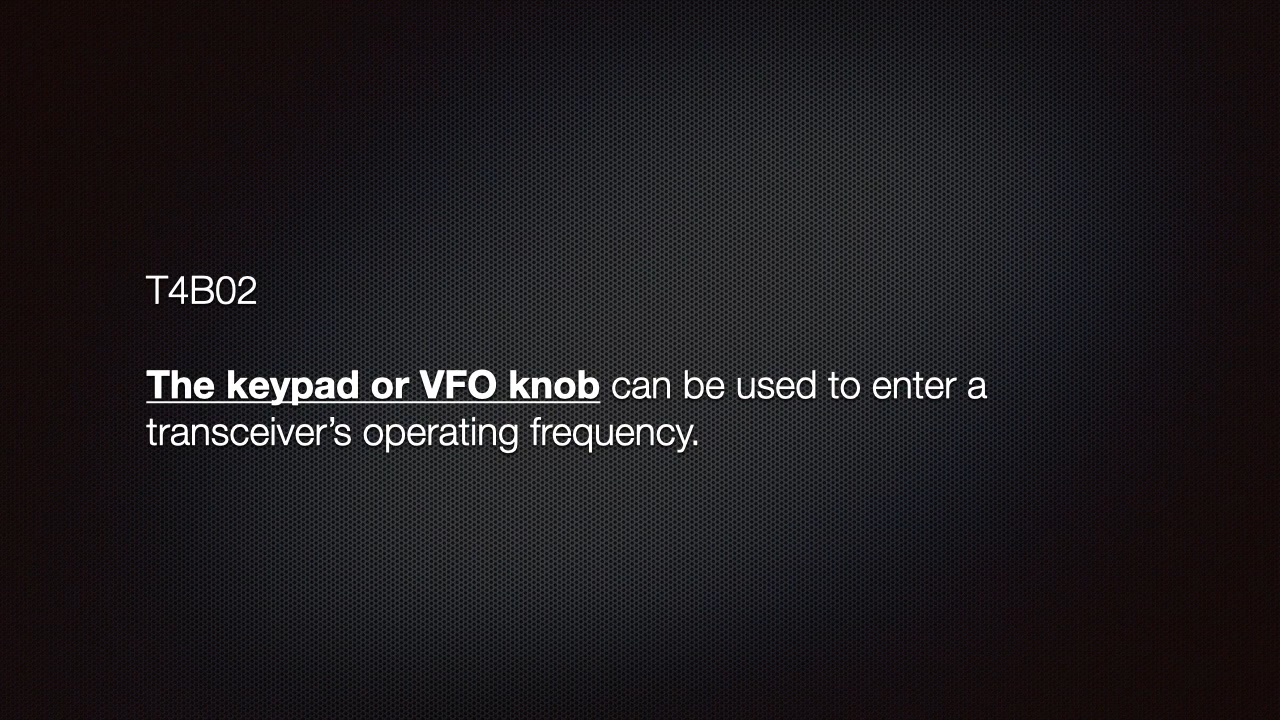 T4B02
The keypad or VFO knob can be used to enter a
transceiver’s operating frequency.